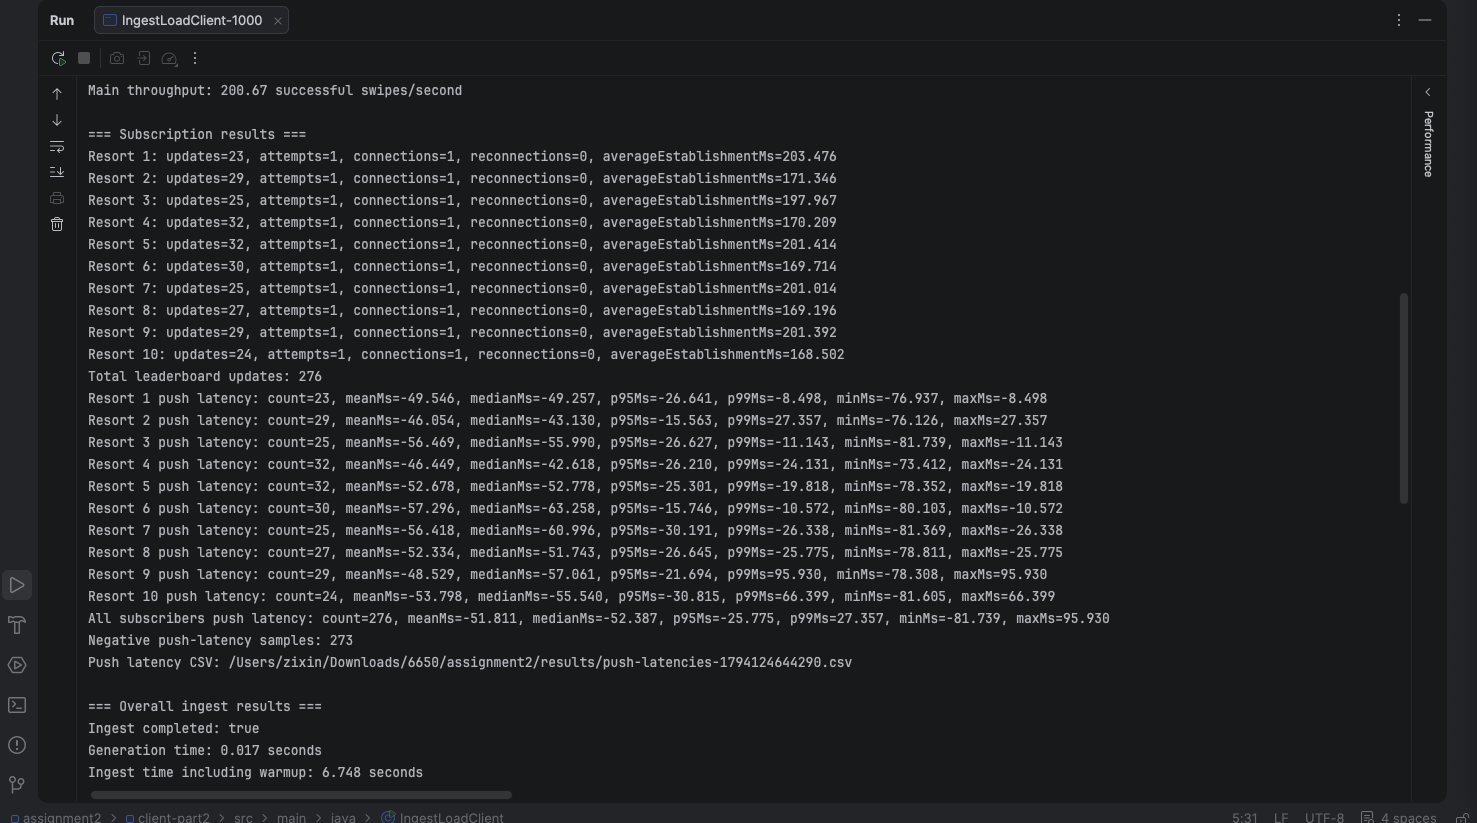 Run
IngestLoadClient-1000
Main throughput: 200.67 successful swipes/second
=== Subscription results ===
Resort 1: updates=23, attempts=1, connections=1, reconnections=0, averageEstablishmentMs=203.476
Resort 2: updates=29, attempts=1, connections=1, reconnections=0, averageEstablishmentMs=171.346
Resort 3: updates=25, attempts=1, connections=1, reconnections=0, averageEstablishmentMs=197.967
Resort 4: updates=32, attempts=1, connections=1, reconnections=0, averageEstablishmentMs=170.209
Resort 5: updates=32, attempts=1, connections=1, reconnections=0, averageEstablishmentMs=201.414
Resort 6: updates=30, attempts=1, connections=1, reconnections=0, averageEstablishmentMs=169.714
Resort 7: updates=25, attempts=1, connections=1, reconnections=0, averageEstablishmentMs=201.014
Resort 8: updates=27, attempts=1, connections=1, reconnections=0, averageEstablishmentMs=169.196
Resort 9: updates=29, attempts=1, connections=1, reconnections=0, averageEstablishmentMs=201.392
Resort 10: updates=24, attempts=1, connections=1, reconnections=0, averageEstablishmentMs=168.502
Total leaderboard updates: 276
Resort 1 push latency: count=23, meanMs=-49.546, medianMs=-49.257, p95Ms=-26.641, p99Ms=-8.498, minMs=-76.937, maxMs=-8.498
Resort 2 push latency: count=29, meanMs=-46.054, medianMs=-43.130, p95Ms=-15.563, p99Ms=27.357, minMs=-76.126, maxMs=27.357
Resort 3 push latency: count=25, meanMs=-56.469, medianMs=-55.990, p95Ms=-26.627, p99Ms=-11.143, minMs=-81.739, maxMs=-11.143
Resort 4 push latency: count=32, meanMs=-46.449, medianMs=-42.618, p95Ms=-26.210, p99Ms=-24.131, minMs=-73.412, maxMs=-24.131
Resort 5 push latency: count=32, meanMs=-52.678, medianMs=-52.778, p95Ms=-25.301, p99Ms=-19.818, minMs=-78.352, maxMs=-19.818
Resort 6 push latency: count=30, meanMs=-57.296, medianMs=-63.258, p95Ms=-15.746, p99Ms=-10.572, minMs=-80.103, maxMs=-10.572
Resort 7 push latency: count=25, meanMs=-56.418, medianMs=-60.996, p95Ms=-30.191, p99Ms=-26.338, minMs=-81.369, maxMs=-26.338
Resort 8 push latency: count=27, meanMs=-52.334, medianMs=-51.743, p95Ms=-26.645, p99Ms=-25.775, minMs=-78.811, maxMs=-25.775
Resort 9 push latency: count=29, meanMs=-48.529, medianMs=-57.061, p95Ms=-21.694, p99Ms=95.930, minMs=-78.308, maxMs=95.930
Resort 10 push latency: count=24, meanMs=-53.798, medianMs=-55.540, p95Ms=-30.815, p99Ms=66.399, minMs=-81.605, maxMs=66.399
All subscribers push latency: count=276, meanMs=-51.811, medianMs=-52.387, p95Ms=-25.775, p99Ms=27.357, minMs=-81.739, maxMs=95.930
Negative push-latency samples: 273
Push latency CSV: /Users/zixin/Downloads/6650/assignment2/results/push-latencies-1794124644290.csv
=== Overall ingest results ===
Ingest completed: true
Generation time: 0.017 seconds
Ingest time including warmup: 6.748 seconds
Performance
assignment2 > client-part2 > src > main > java > IngestLoadClient
5:31 LF UTF-8 4 spaces